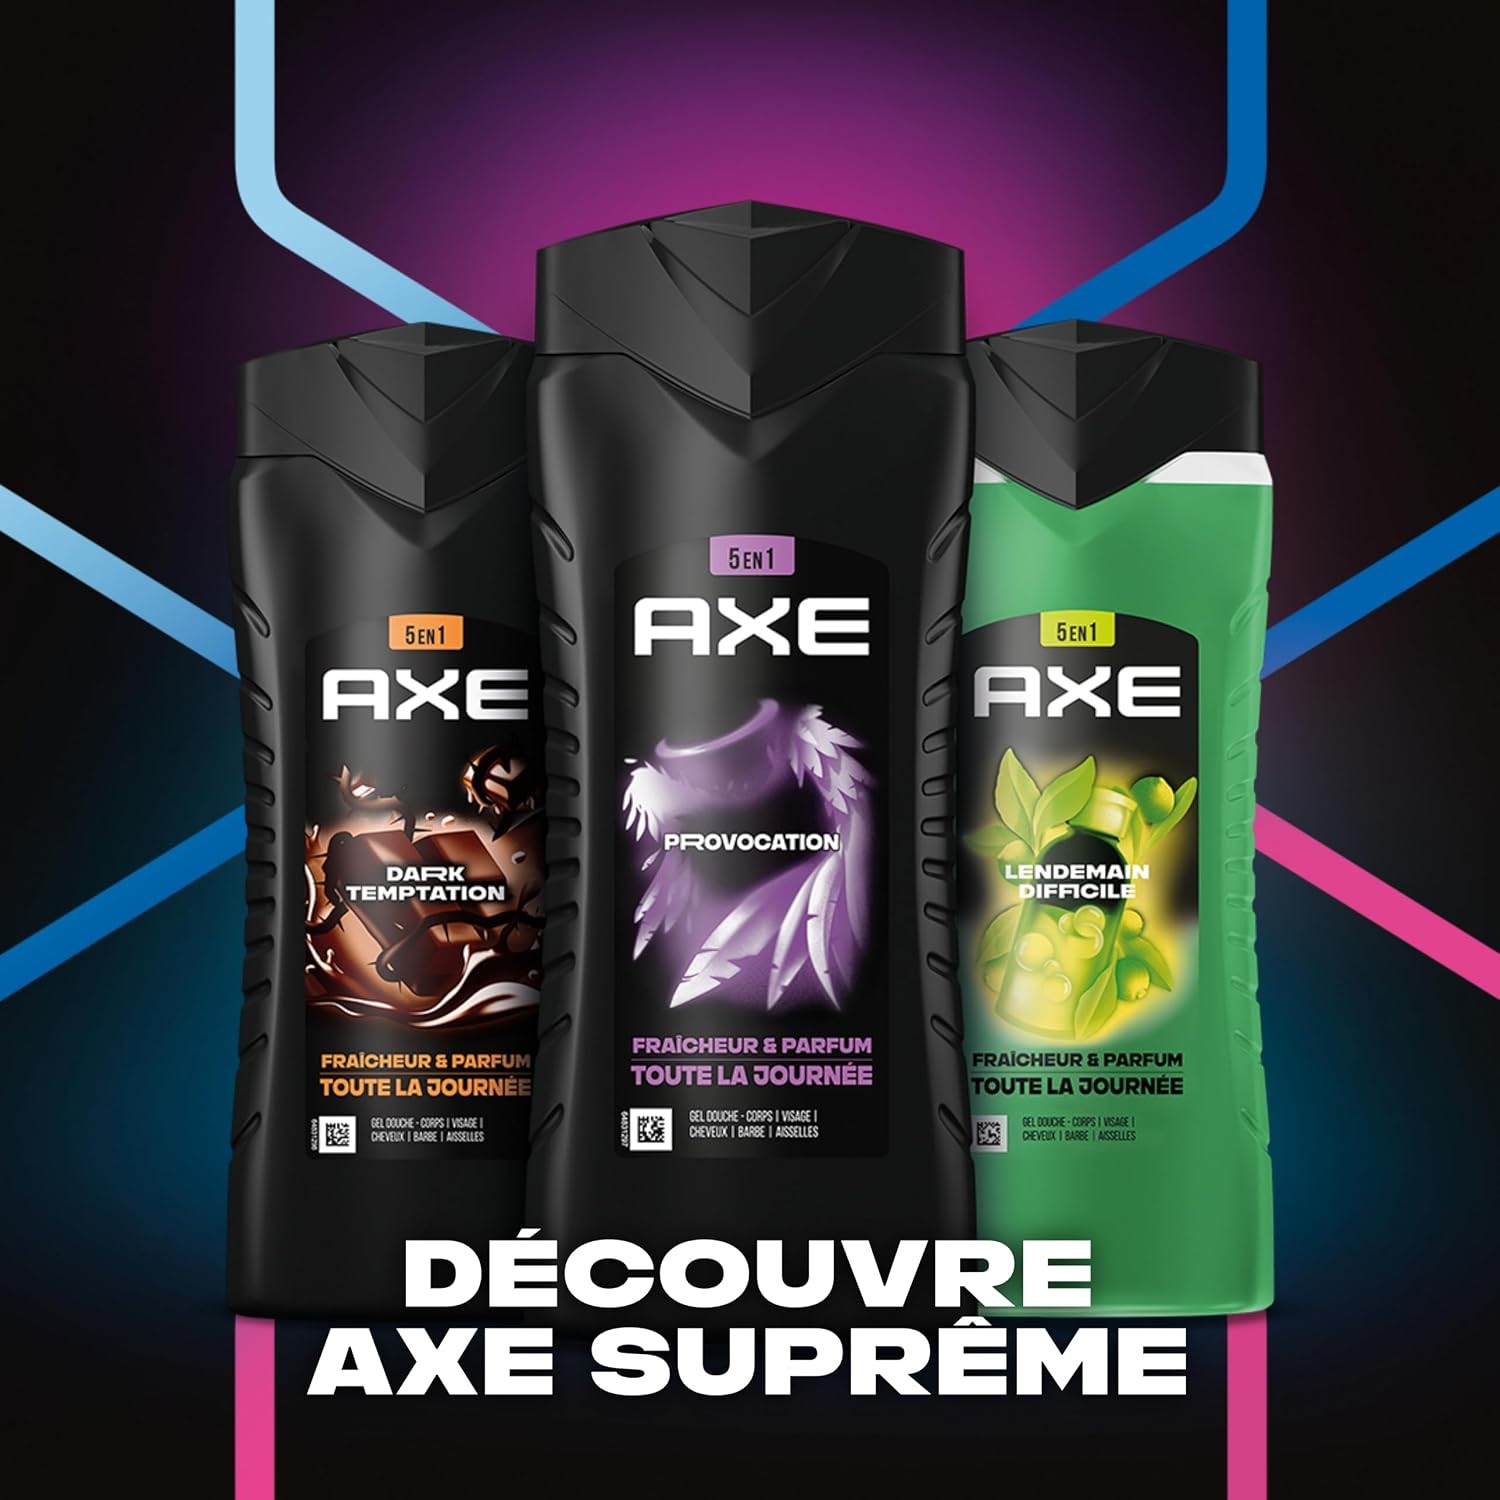 5 EN 1
AXE
DARK
TEMPTATION
FRAÎCHEUR & PARFUM
TOUTE LA JOURNÉE
64831298
GEL DOUCHE - CORPS | VISAGE |
CHEVEUX | BARBE | AISSELLES
5 EN 1
AXE
PROVOCATION
FRAÎCHEUR & PARFUM
TOUTE LA JOURNÉE
64831297
GEL DOUCHE - CORPS | VISAGE |
CHEVEUX | BARBE | AISSELLES
5 EN 1
AXE
LENDEMAIN
DIFFICILE
FRAÎCHEUR & PARFUM
TOUTE LA JOURNÉE
GEL DOUCHE - CORPS | VISAGE |
CHEVEUX | BARBE | AISSELLES
DÉCOUVRE
AXE SUPRÊME